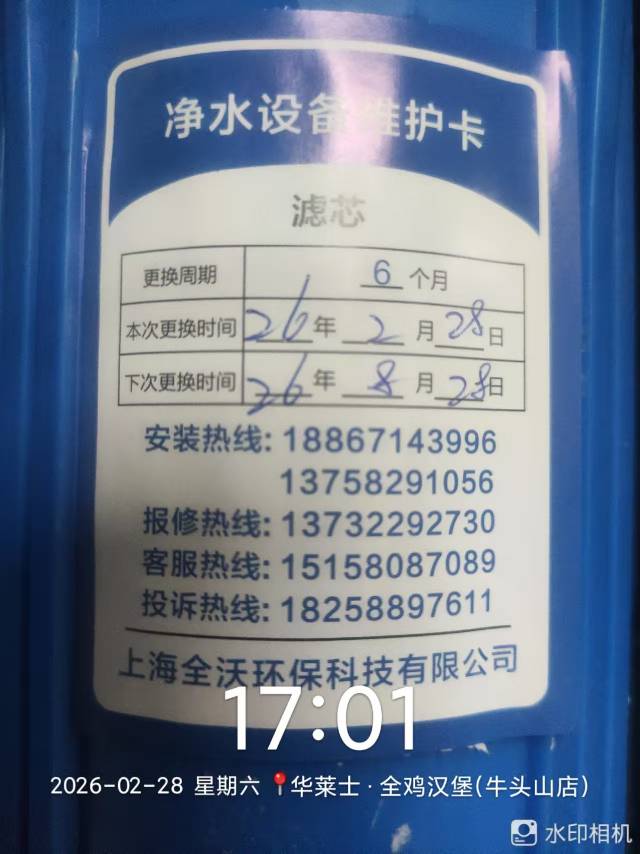 净水设备维护卡
滤芯
更换周期 6 个月
本次更换时间 26 年 2 月 28 日
下次更换时间 26 年 8 月 28 日
安装热线: 18867143996
13758291056
报修热线: 13732292730
客服热线: 15158087089
投诉热线: 18258897611
上海全沃环保科技有限公司
17:01
2026-02-28 星期六 📍华莱士·全鸡汉堡(牛头山店)
水印相机